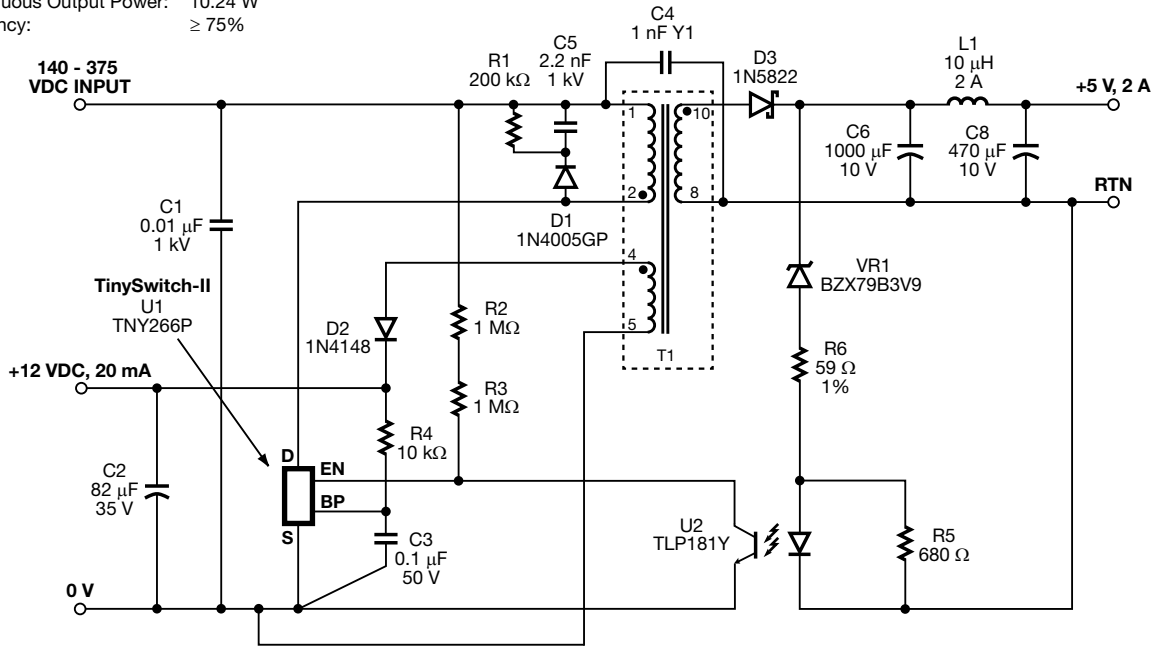 uous Output Power: 10.24 W
ncy: ≥ 75%
140 - 375
VDC INPUT
R1
200 kΩ
C5
2.2 nF
1 kV
C4
1 nF Y1
D3
1N5822
L1
10 µH
2 A
+5 V, 2 A
1
10
C6
1000 µF
10 V
C8
470 µF
10 V
2
8
RTN
C1
0.01 µF
1 kV
D1
1N4005GP
4
5
T1
VR1
BZX79B3V9
TinySwitch-II
U1
TNY266P
D2
1N4148
R2
1 MΩ
R6
59 Ω
1%
+12 VDC, 20 mA
R3
1 MΩ
R4
10 kΩ
D
EN
BP
S
C2
82 µF
35 V
C3
0.1 µF
50 V
U2
TLP181Y
R5
680 Ω
0 V